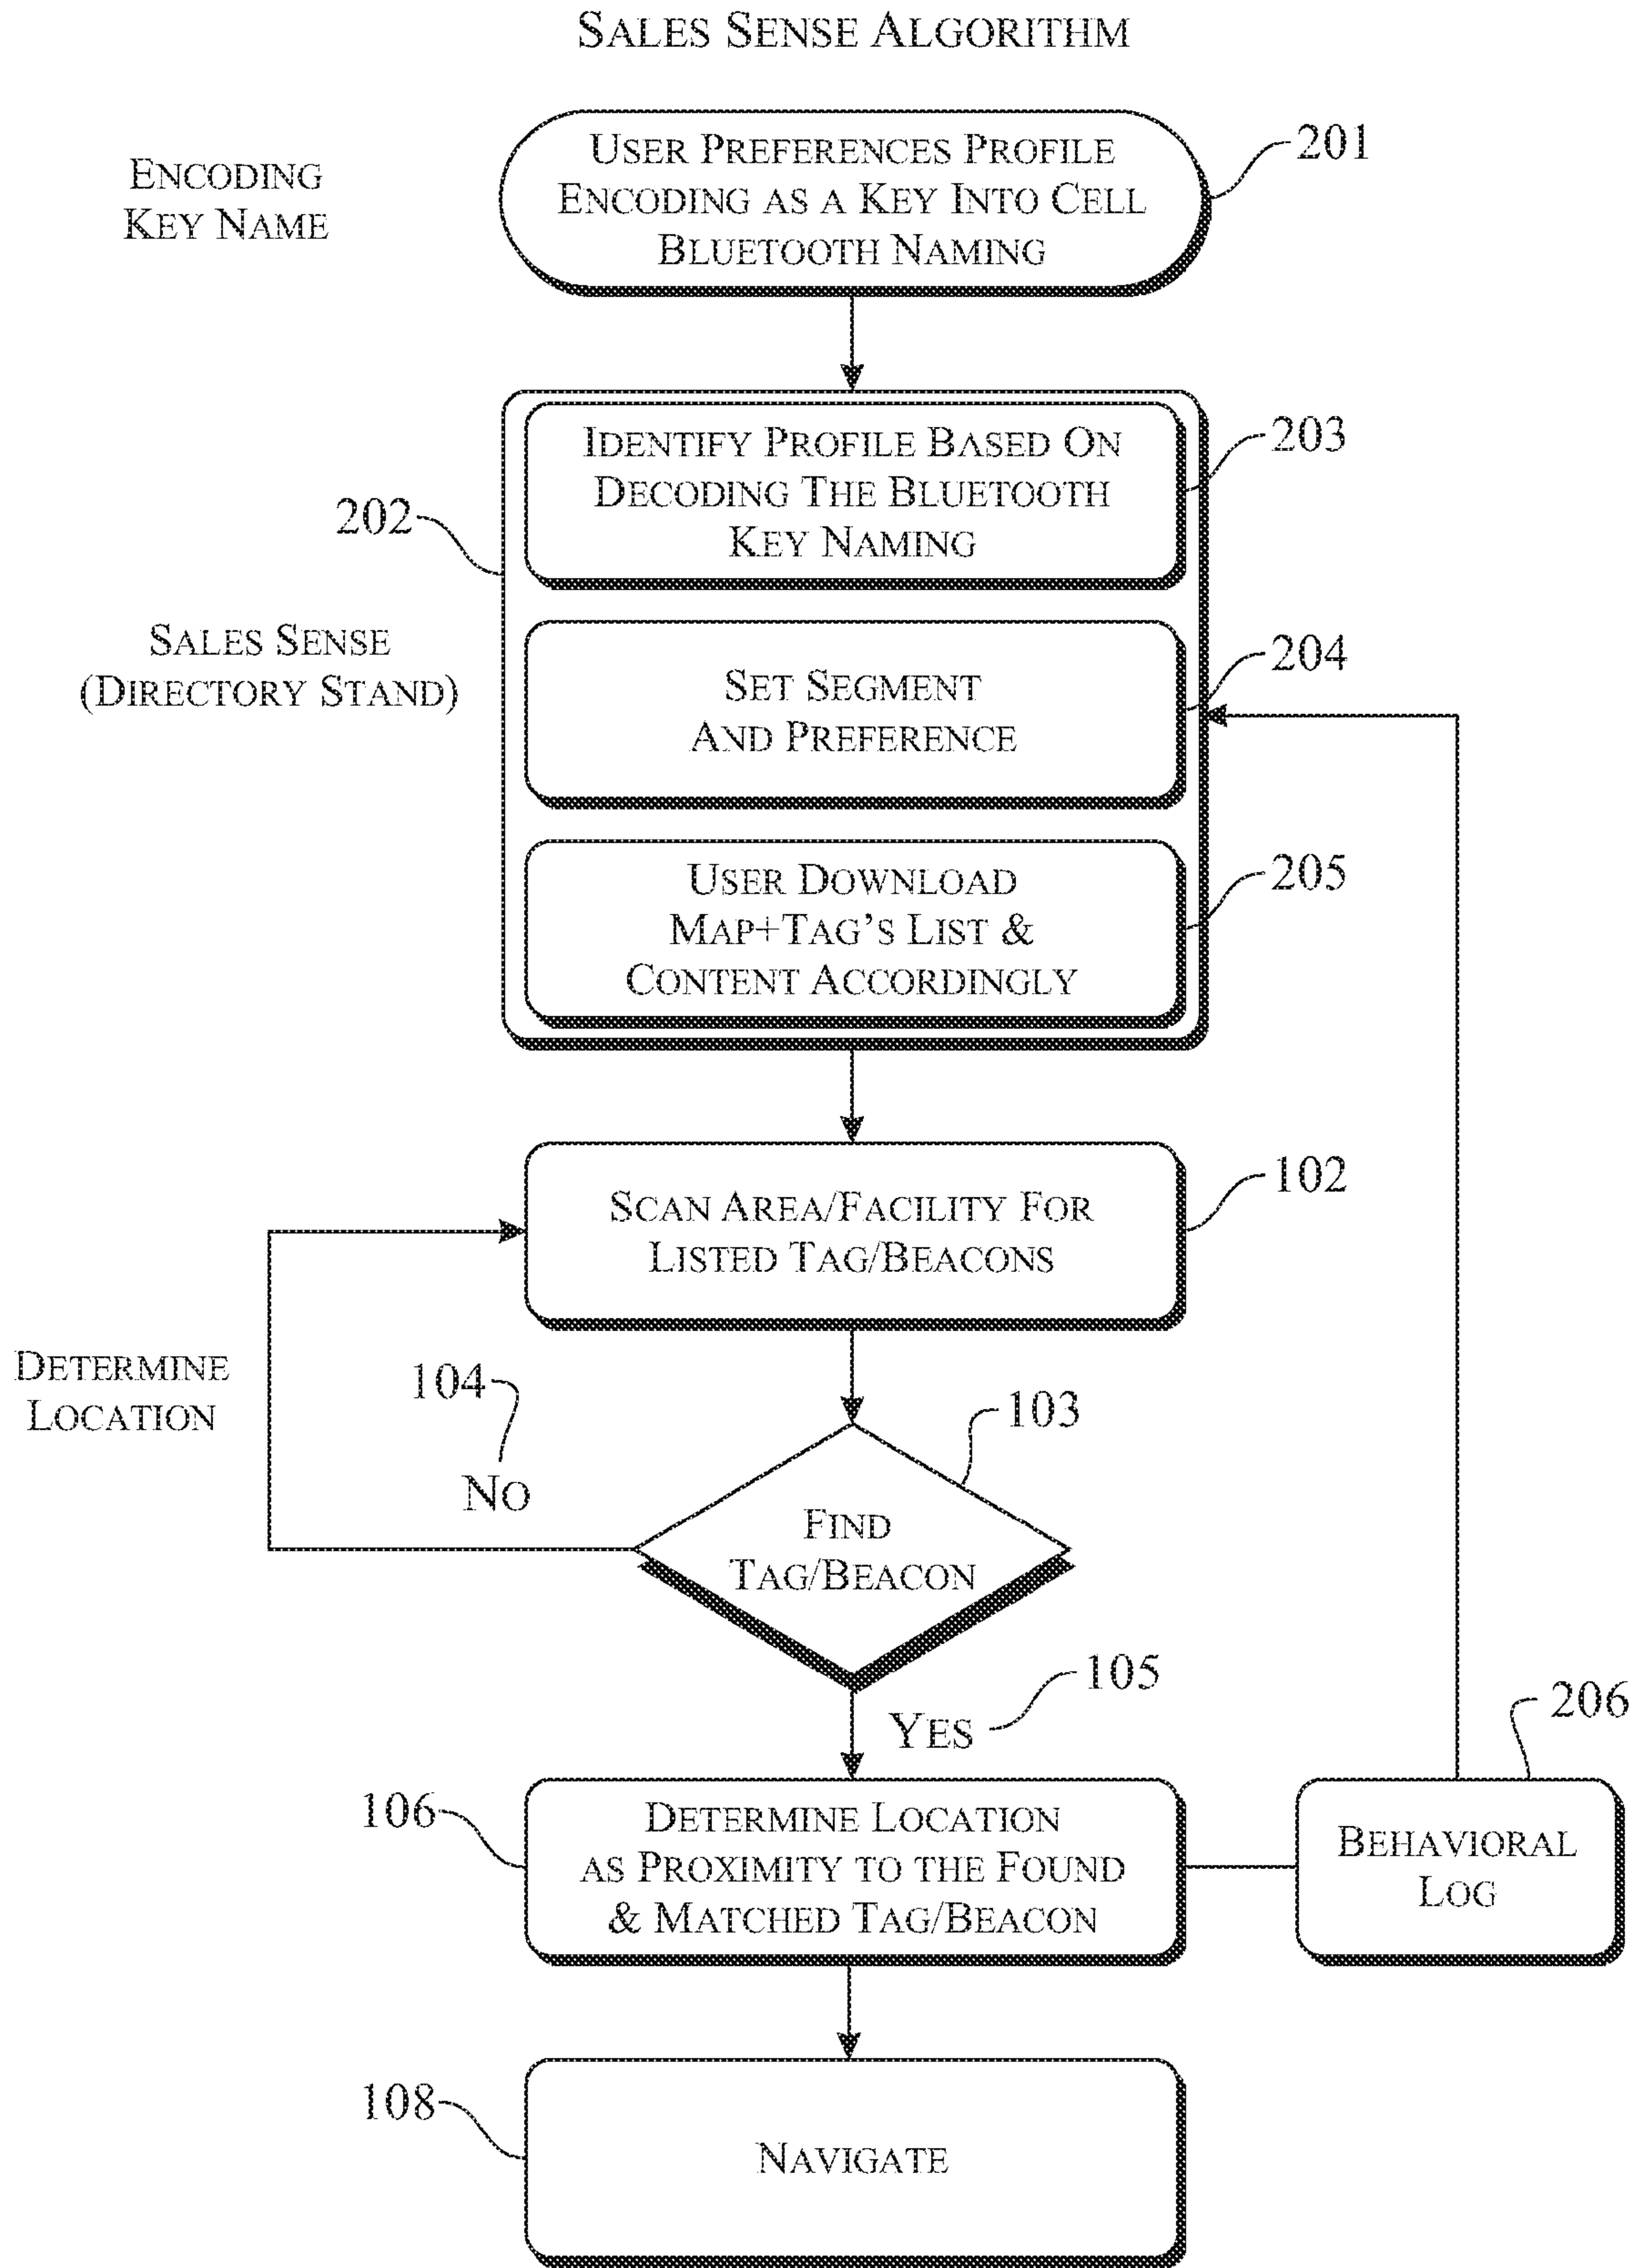 SALES SENSE ALGORITHM
ENCODING
KEY NAME
USER PREFERENCES PROFILE
ENCODING AS A KEY INTO CELL
BLUETOOTH NAMING
201
202
SALES SENSE
(DIRECTORY STAND)
IDENTIFY PROFILE BASED ON
DECODING THE BLUETOOTH
KEY NAMING
203
SET SEGMENT
AND PREFERENCE
204
USER DOWNLOAD
MAP+TAG'S LIST &
CONTENT ACCORDINGLY
205
SCAN AREA/FACILITY FOR
LISTED TAG/BEACONS
102
DETERMINE
LOCATION
104
NO
103
FIND
TAG/BEACON
105
YES
106
DETERMINE LOCATION
AS PROXIMITY TO THE FOUND
& MATCHED TAG/BEACON
206
BEHAVIORAL
LOG
108
NAVIGATE